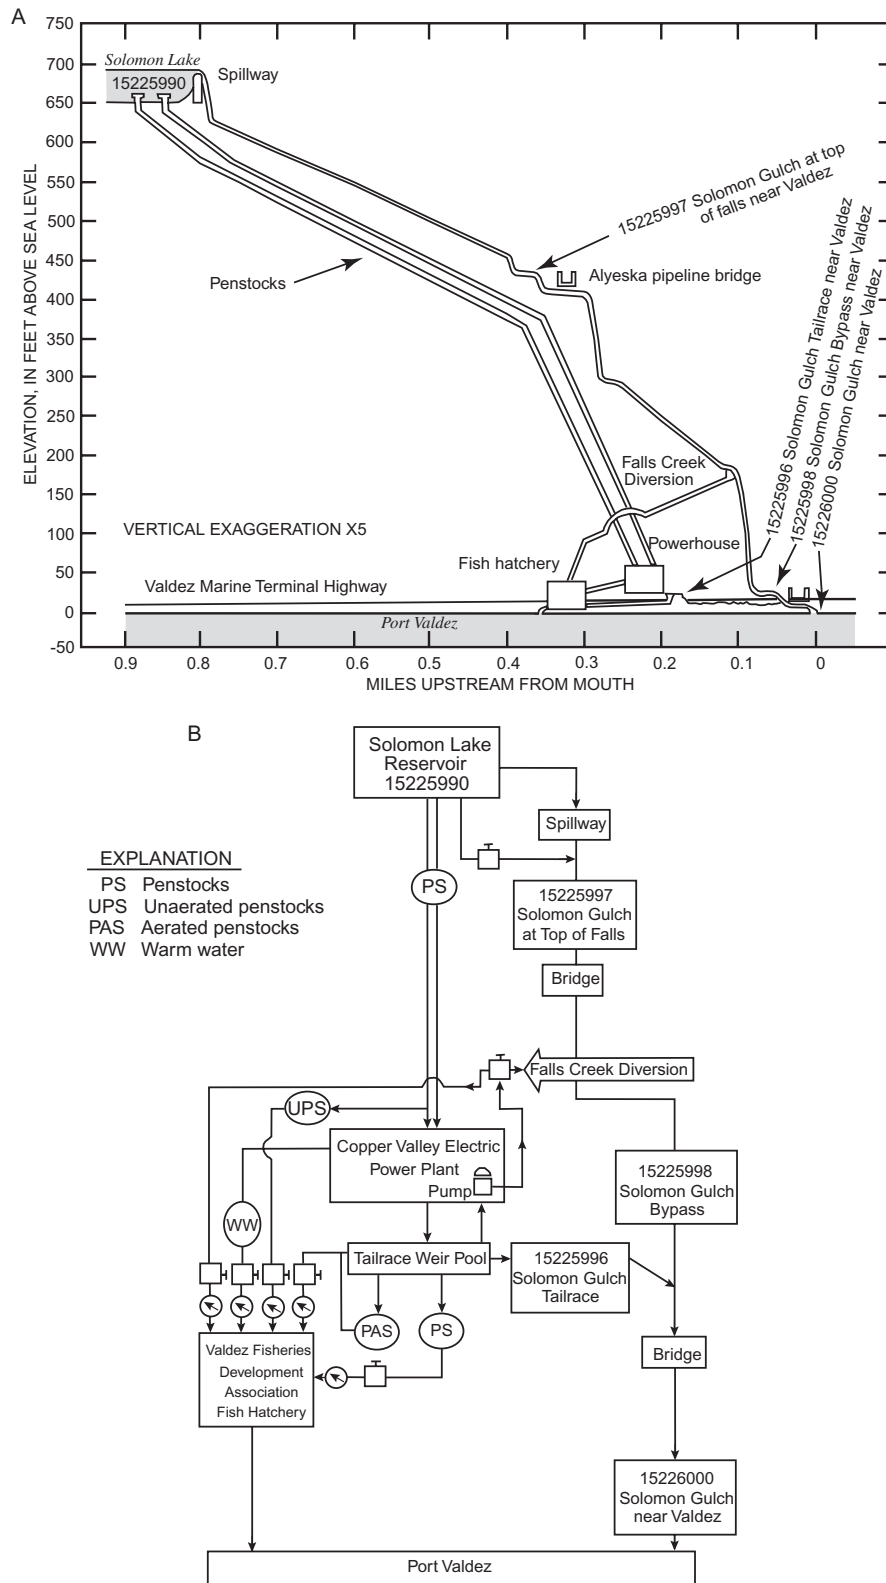 A
750
700
650
600
550
500
450
400
350
300
250
200
150
100
50
0
-50
ELEVATION, IN FEET ABOVE SEA LEVEL
Solomon Lake
15225990
Spillway
15225997 Solomon Gulch at top
of falls near Valdez
Penstocks
Alyeska pipeline bridge
15225996 Solomon Gulch Tailrace near Valdez
15225998 Solomon Gulch Bypass near Valdez
15226000 Solomon Gulch near Valdez
Falls Creek
Diversion
VERTICAL EXAGGERATION X5
Powerhouse
Fish hatchery
Valdez Marine Terminal Highway
Port Valdez
0.9 0.8 0.7 0.6 0.5 0.4 0.3 0.2 0.1 0
MILES UPSTREAM FROM MOUTH
B
Solomon Lake
Reservoir
15225990
Spillway
EXPLANATION
PS Penstocks
UPS Unaerated penstocks
PAS Aerated penstocks
WW Warm water
PS
15225997
Solomon Gulch
at Top of Falls
Bridge
Falls Creek Diversion
UPS
Copper Valley Electric
Power Plant
Pump
15225998
Solomon Gulch
Bypass
WW
Tailrace Weir Pool
15225996
Solomon Gulch
Tailrace
PAS
PS
Bridge
Valdez Fisheries
Development
Association
Fish Hatchery
15226000
Solomon Gulch
near Valdez
Port Valdez